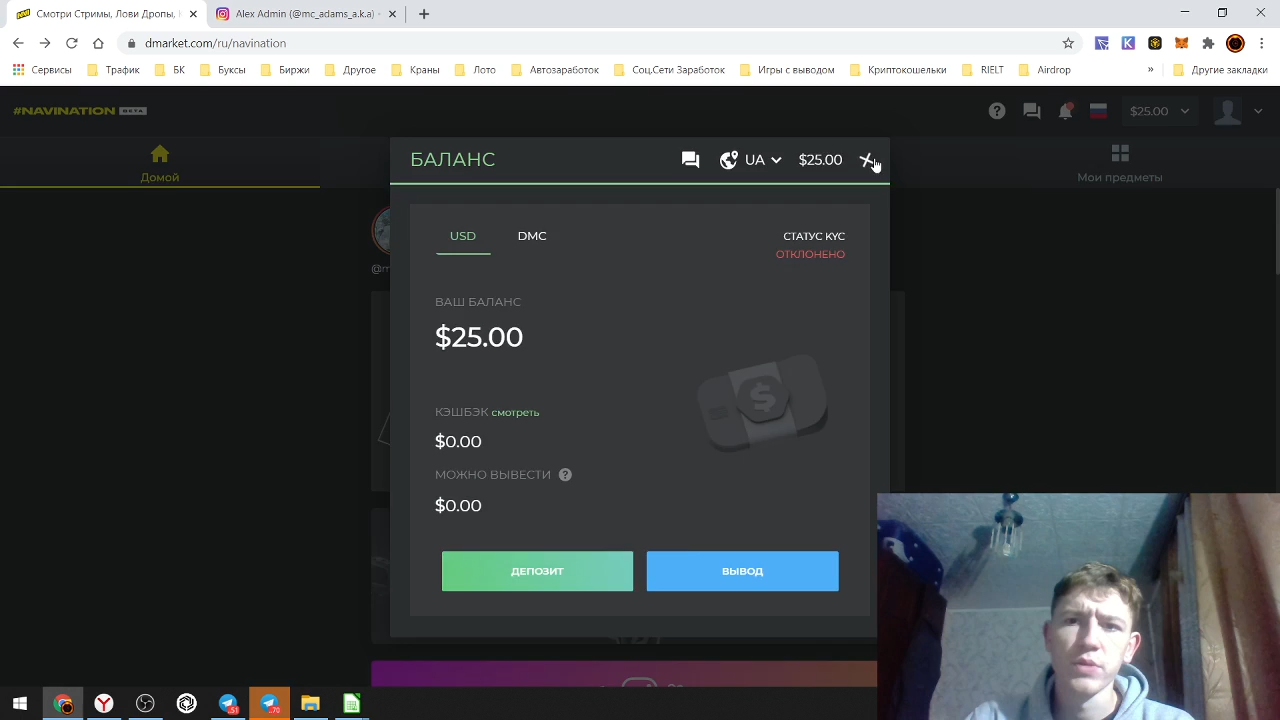 Смотри Стримы, Лови Дропы,
Alex Admin (@mc_adams_a.k.a)
dmarket.com/ru/navination
Сервисы Трафик БК Буксы Биржи Другое Краны Лото Автозаработок Соц.Сети Заработок Игры с выводом Криптокошельки RIELT Airdrop » Другие закладки
#NAVINATION BETA
$25.00
Домой
Мои предметы
БАЛАНС UA $25.00
USD DMC СТАТУС KYC
ОТКЛОНЕНО
ВАШ БАЛАНС
$25.00
КЭШБЭК смотреть
$0.00
МОЖНО ВЫВЕСТИ ?
$0.00
ДЕПОЗИТ ВЫВОД
51 70